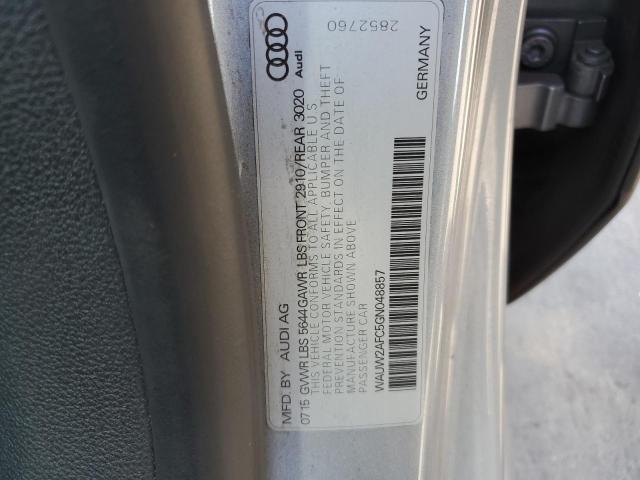 2852760
Audi
MFD. BY AUDI AG GERMANY
07 15 GVWR LBS 5644 GAWR LBS FRONT 2910/REAR 3020
THIS VEHICLE CONFORMS TO ALL APPLICABLE U S
FEDERAL MOTOR VEHICLE SAFETY, BUMPER AND THEFT
PREVENTION STANDARDS IN EFFECT ON THE DATE OF
MANUFACTURE SHOWN ABOVE
PASSENGER CAR
WAUW2AFC5GN048857